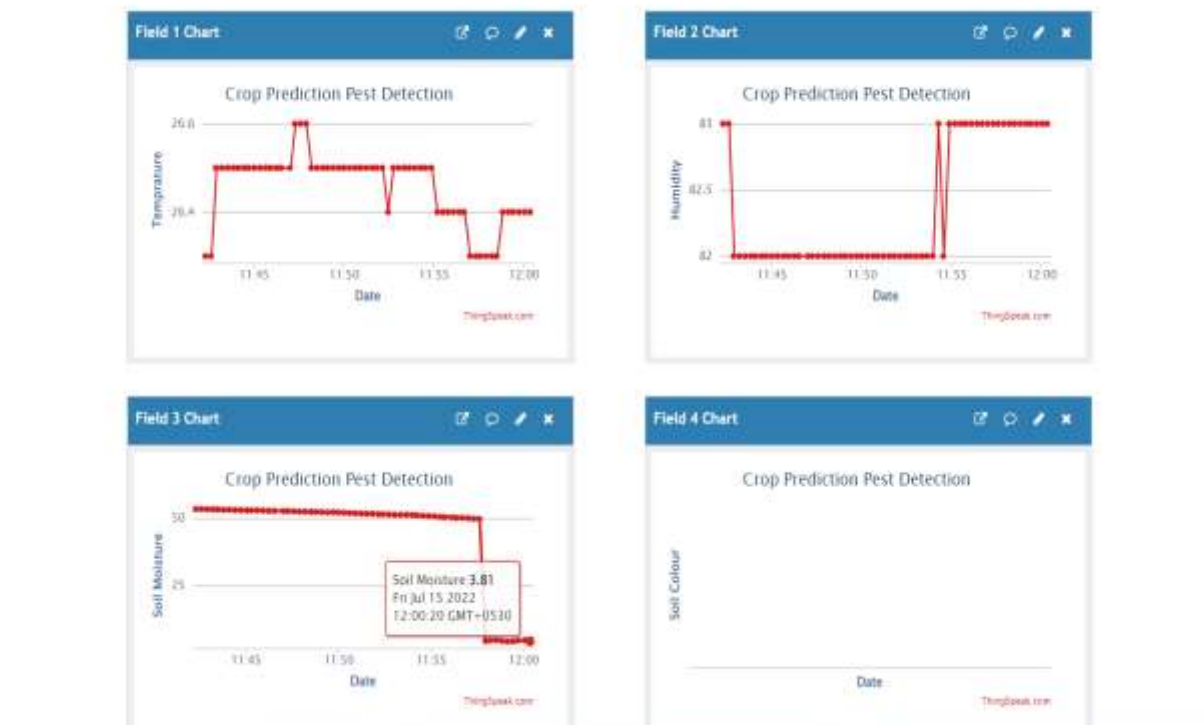 Field 1 Chart
Crop Prediction Pest Detection
26.6
26.4
Temprature
11:45 11:50 11:55 12:00
Date
ThingSpeak.com
Field 2 Chart
Crop Prediction Pest Detection
83
82.5
82
Humidity
11:45 11:50 11:55 12:00
Date
ThingSpeak.com
Field 3 Chart
Crop Prediction Pest Detection
50
25
Soil Moisture
Soil Moisture 3.81
Fri Jul 15 2022
12:00:20 GMT+0530
11:45 11:50 11:55 12:00
Date
ThingSpeak.com
Field 4 Chart
Crop Prediction Pest Detection
Soil Colour
Date
ThingSpeak.com